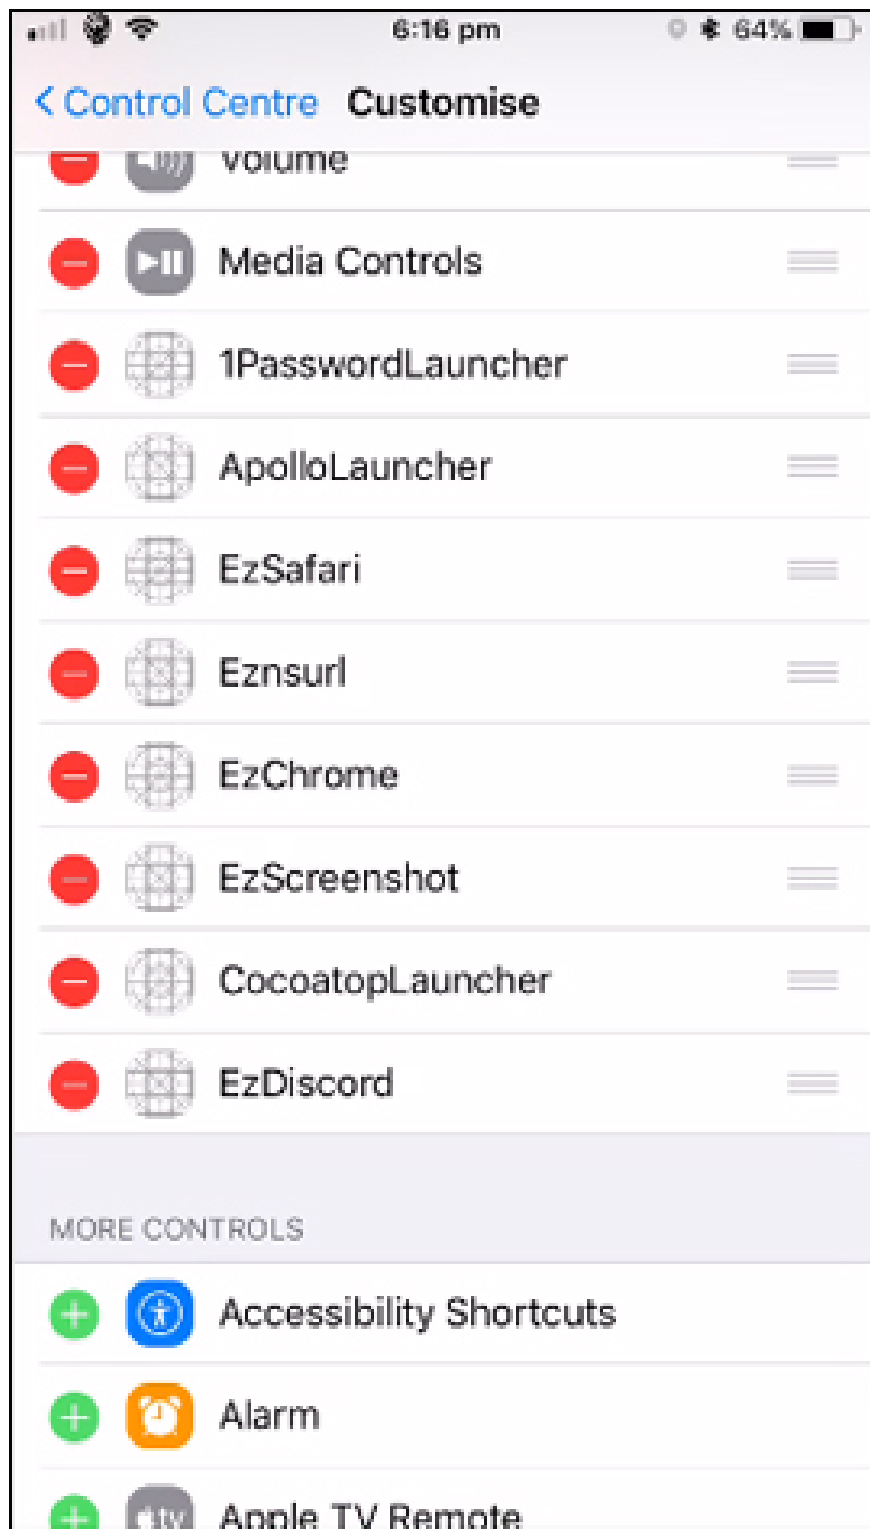 6:16 pm 64%
Control Centre Customise
Volume
Media Controls
1PasswordLauncher
ApolloLauncher
EzSafari
Eznsurl
EzChrome
EzScreenshot
CocoatopLauncher
EzDiscord
MORE CONTROLS
Accessibility Shortcuts
Alarm
tv Apple TV Remote